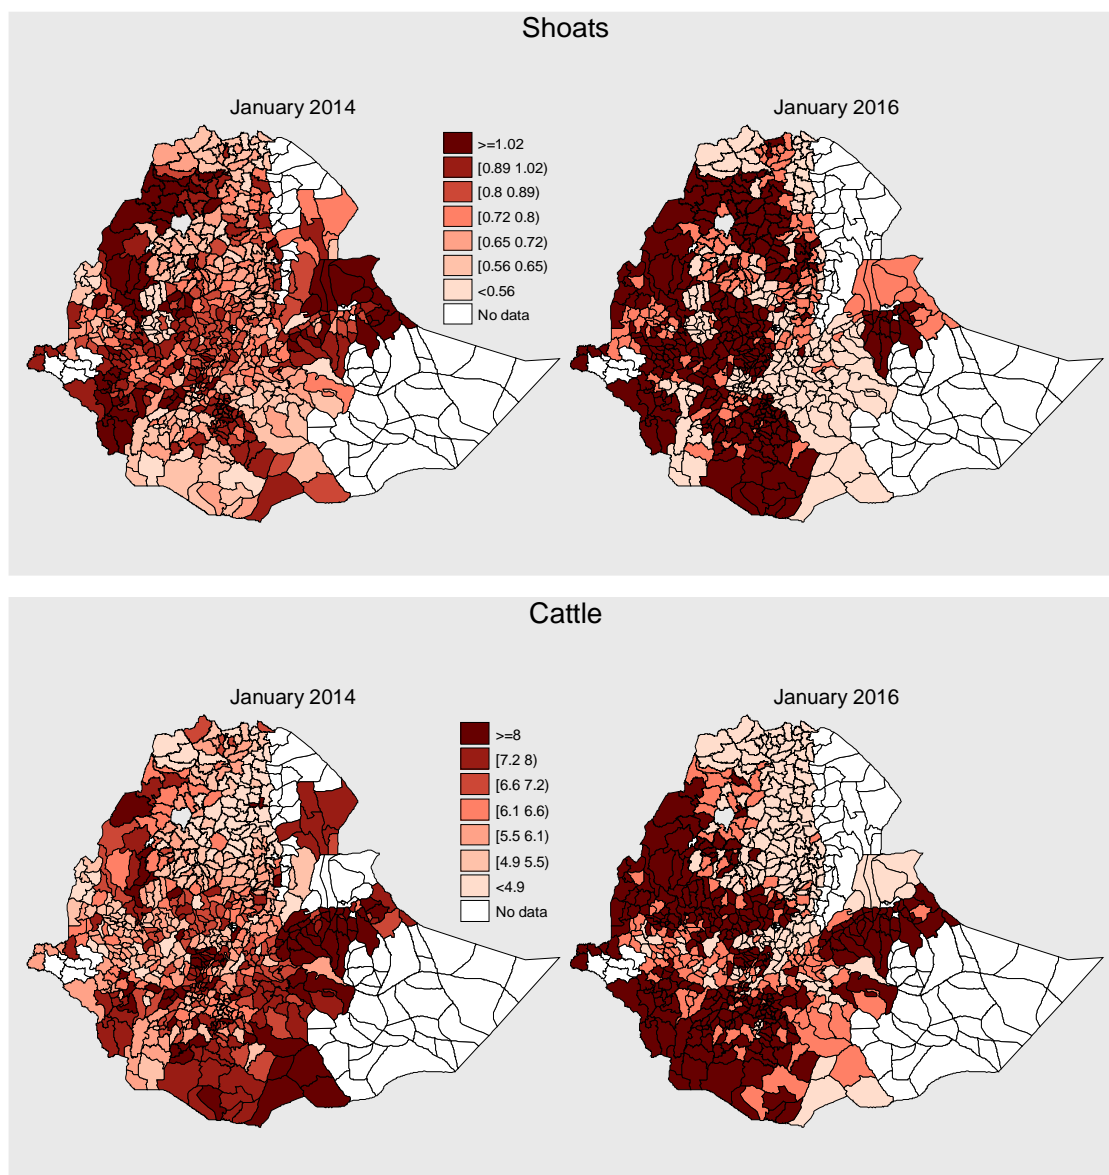 Shoats
January 2014
January 2016
>=1.02
[0.89 1.02)
[0.8 0.89)
[0.72 0.8)
[0.65 0.72)
[0.56 0.65)
<0.56
No data
Cattle
January 2014
January 2016
>=8
[7.2 8)
[6.6 7.2)
[6.1 6.6)
[5.5 6.1)
[4.9 5.5)
<4.9
No data